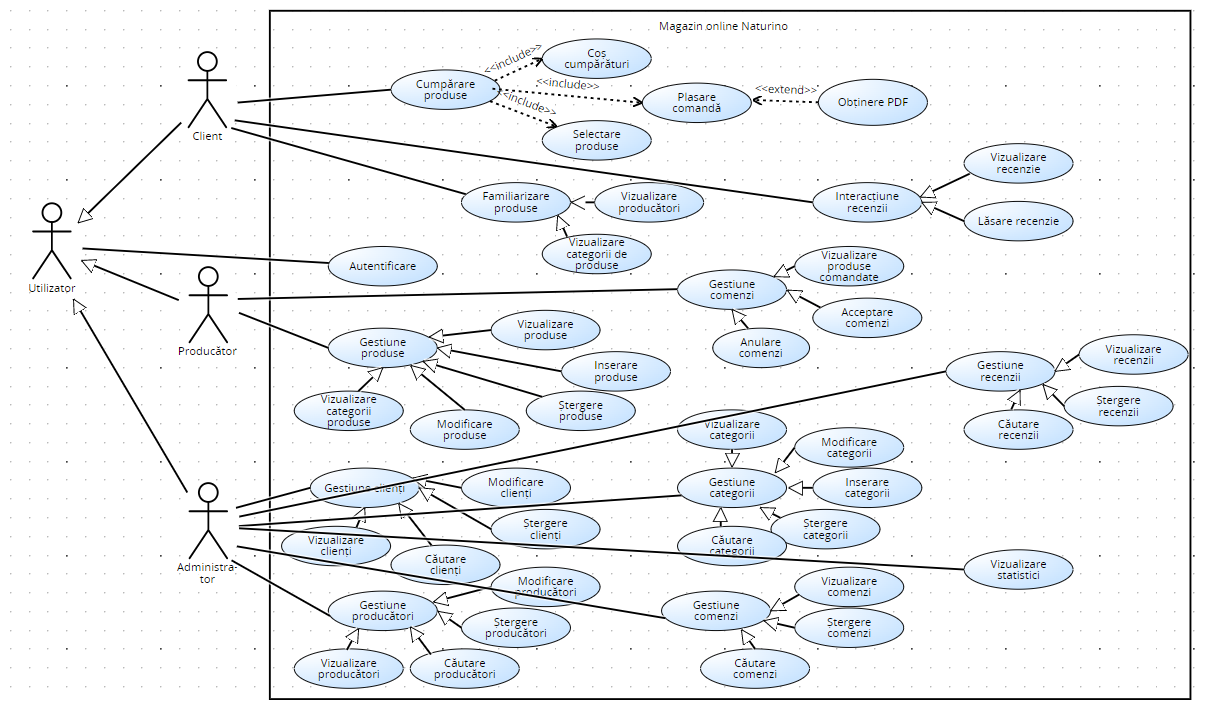 Magazin online Naturino
Client
Utilizator
Producător
Administra-
tor
Cumpărare
produse
<<include>>
<<include>>
<<include>>
Coș
cumpărături
Plasare
comandă
<<extend>>
Obținere PDF
Selectare
produse
Familiarizare
produse
Vizualizare
producători
Vizualizare
categorii de
produse
Interacțiune
recenzii
Vizualizare
recenzie
Lăsare recenzie
Autentificare
Gestiune
comenzi
Vizualizare
produse
comandate
Acceptare
comenzi
Anulare
comenzi
Gestiune
produse
Vizualizare
produse
Inserare
produse
Stergere
produse
Modificare
produse
Vizualizare
categorii
produse
Gestiune
recenzii
Vizualizare
recenzii
Stergere
recenzii
Căutare
recenzii
Vizualizare
categorii
Modificare
categorii
Gestiune
categorii
Inserare
categorii
Stergere
categorii
Căutare
categorii
Gestiune clienți
Modificare
clienți
Stergere
clienți
Vizualizare
clienți
Căutare
clienți
Vizualizare
statistici
Gestiune
producători
Modificare
producători
Stergere
producători
Vizualizare
producători
Căutare
producători
Gestiune
comenzi
Vizualizare
comenzi
Stergere
comenzi
Căutare
comenzi